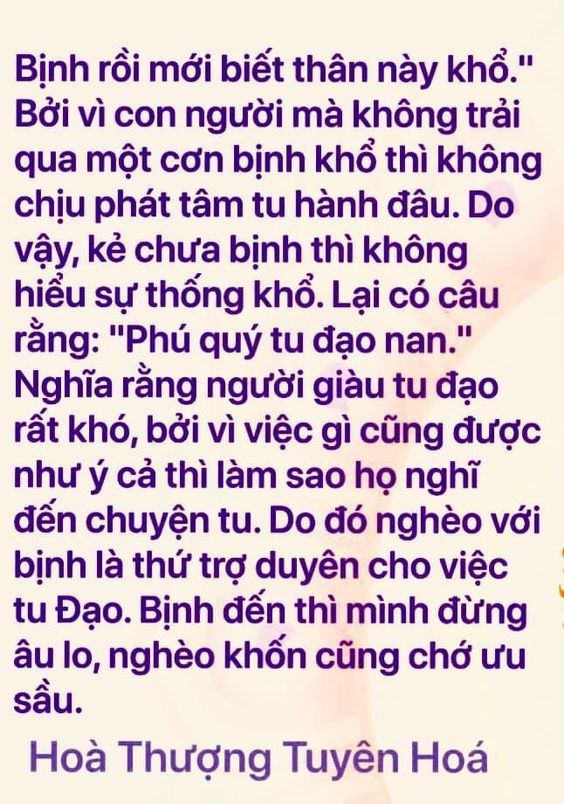 Bịnh rồi mới biết thân này khổ."
Bởi vì con người mà không trải
qua một cơn bịnh khổ thì không
chịu phát tâm tu hành đâu. Do
vậy, kẻ chưa bịnh thì không
hiểu sự thống khổ. Lại có câu
rằng: "Phú quý tu đạo nan."
Nghĩa rằng người giàu tu đạo
rất khó, bởi vì việc gì cũng được
như ý cả thì làm sao họ nghĩ
đến chuyện tu. Do đó nghèo với
bịnh là thứ trợ duyên cho việc
tu Đạo. Bịnh đến thì mình đừng
âu lo, nghèo khốn cũng chớ ưu
sầu.
Hoà Thượng Tuyên Hoá